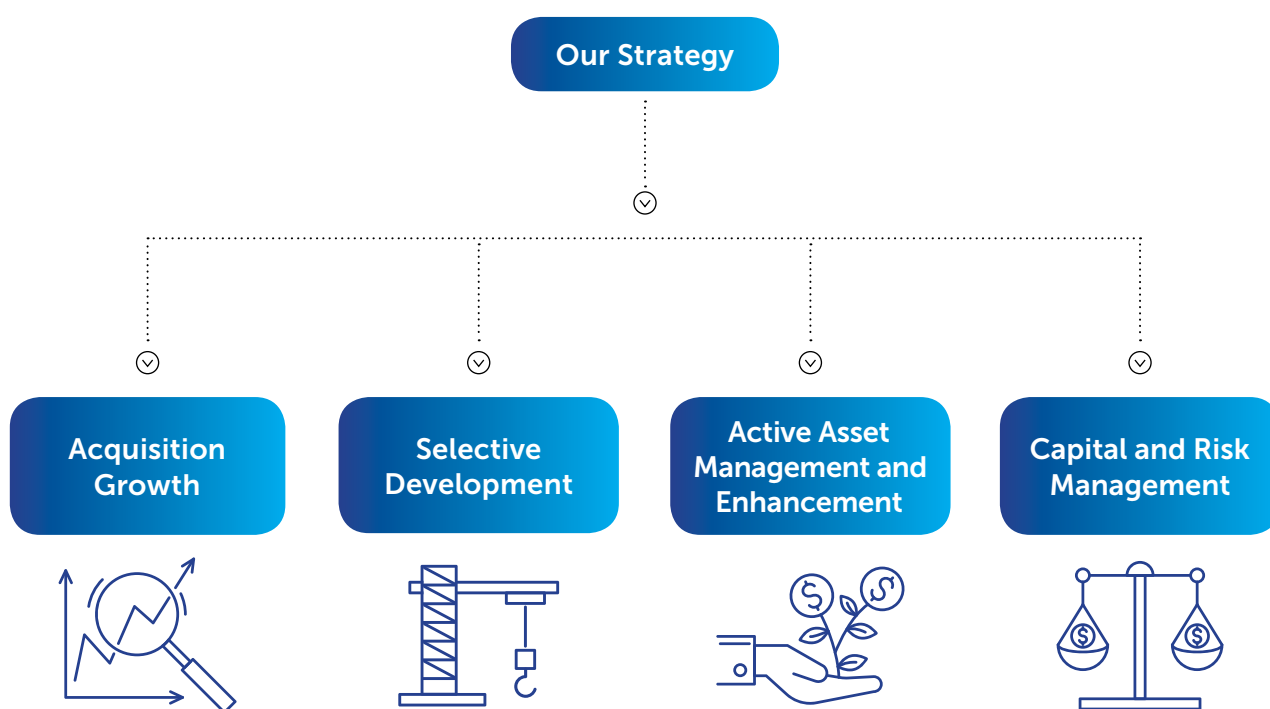 Our Strategy
Acquisition
Growth
Selective
Development
Active Asset
Management and
Enhancement
Capital and Risk
Management
$
$
$
$